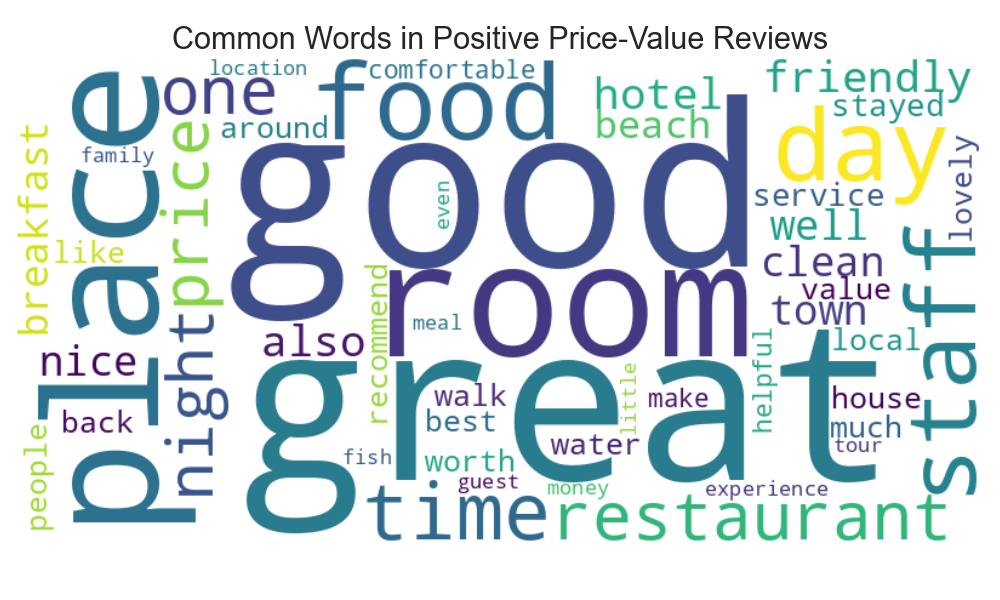 Common Words in Positive Price-Value Reviews
location
comfortable
one
food
hotel
friendly
stayed
around
beach
day
place
family
price
good
even
service
lovely
breakfast
like
well
clean
value
town
room
night
nice
also
recommend
meal
great
helpful
local
staff
back
walk
best
little
make
house
much
tour
people
water
fish
worth
guest
money
experience
time
restaurant